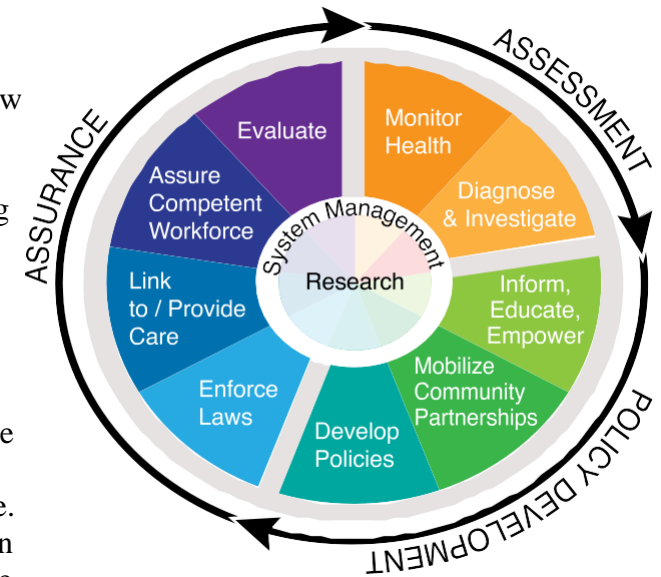 ASSESSMENT
Monitor
Health
Diagnose
& Investigate
POLICY DEVELOPMENT
Inform,
Educate,
Empower
Mobilize
Community
Partnerships
Develop
Policies
ASSURANCE
Enforce
Laws
Link
to / Provide
Care
Assure
Competent
Workforce
Evaluate
System Management
Research
w
g
e
e.
n